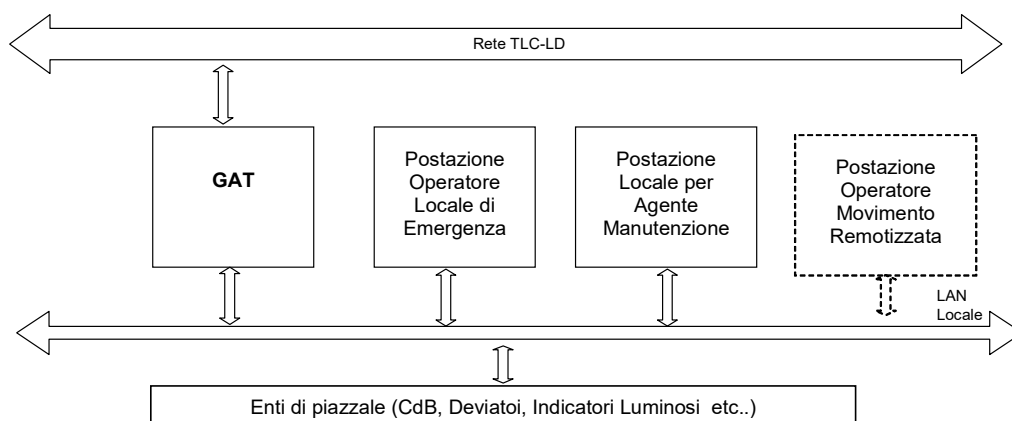 Rete TLC-LD
GAT
Postazione
Operatore
Locale di
Emergenza
Postazione
Locale per
Agente
Manutenzione
Postazione
Operatore
Movimento
Remotizzata
LAN
Locale
Enti di piazzale (CdB, Deviatoi, Indicatori Luminosi etc..)